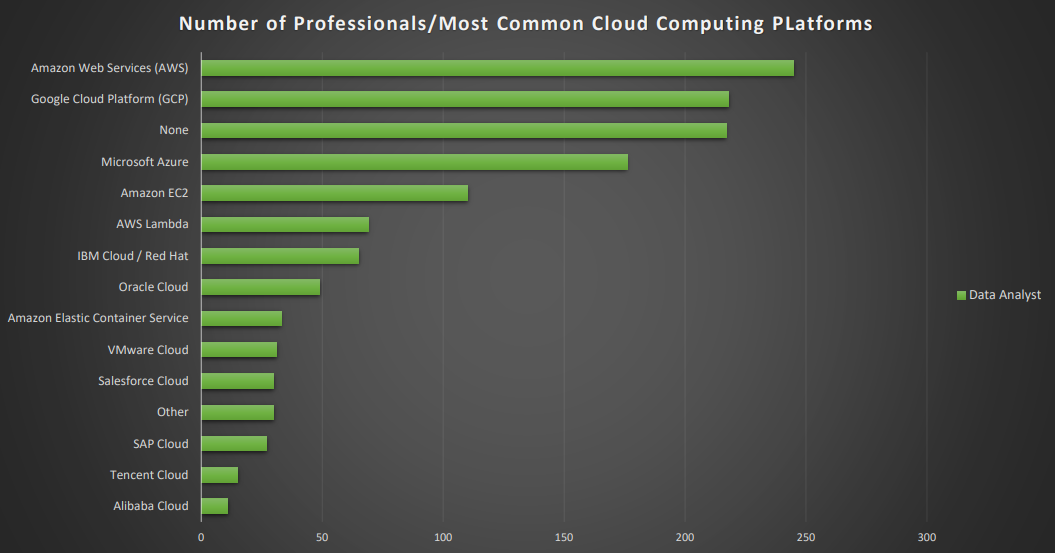 Number of Professionals/Most Common Cloud Computing PLatforms
Amazon Web Services (AWS)
Google Cloud Platform (GCP)
None
Microsoft Azure
Amazon EC2
AWS Lambda
IBM Cloud / Red Hat
Oracle Cloud
Amazon Elastic Container Service
VMware Cloud
Salesforce Cloud
Other
SAP Cloud
Tencent Cloud
Alibaba Cloud
0 50 100 150 200 250 300
Data Analyst